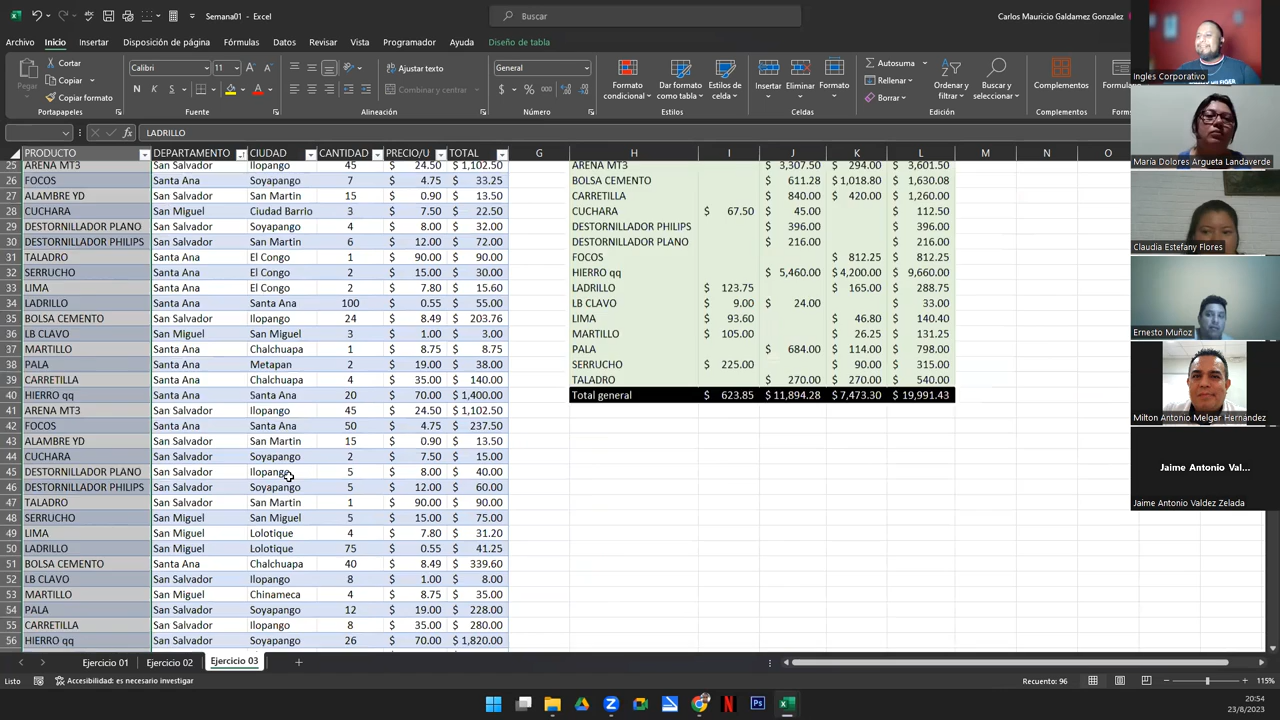 Semana01 - Excel
Buscar
Carlos Mauricio Galdamez Gonzalez
Archivo Inicio Insertar Disposición de página Fórmulas Datos Revisar Vista Programador Ayuda Diseño de tabla
Pegar
Cortar
Copiar
Copiar formato
Portapapeles
Calibri 11
Fuente
Ajustar texto
Combinar y centrar
Alineación
General
Número
Formato condicional
Dar formato como tabla
Estilos de celda
Estilos
Insertar Eliminar Formato
Celdas
Autosuma
Rellenar
Borrar
Ordenar y filtrar
Buscar y seleccionar
Edición
Complementos
Complementos
LADRILLO
PRODUCTO DEPARTAMENTO CIUDAD CANTIDAD PRECIO/U TOTAL G H I J K L M N O
25 ARENA MT3 San Salvador Ilopango 45 $ 24.50 $ 1,102.50 ARENA MT3 $ 3,307.50 $ 294.00 $ 3,601.50
26 FOCOS Santa Ana Soyapango 7 $ 4.75 $ 33.25 BOLSA CEMENTO $ 611.28 $ 1,018.80 $ 1,630.08
27 ALAMBRE YD San Salvador San Martin 15 $ 0.90 $ 13.50 CARRETILLA $ 840.00 $ 420.00 $ 1,260.00
28 CUCHARA San Miguel Ciudad Barrio 3 $ 7.50 $ 22.50 CUCHARA $ 67.50 $ 45.00 $ 112.50
29 DESTORNILLADOR PLANO San Salvador Soyapango 4 $ 8.00 $ 32.00 DESTORNILLADOR PHILIPS $ 396.00 $ 396.00
30 DESTORNILLADOR PHILIPS San Salvador San Martin 6 $ 12.00 $ 72.00 DESTORNILLADOR PLANO $ 216.00 $ 216.00
31 TALADRO Santa Ana El Congo 1 $ 90.00 $ 90.00 FOCOS $ 812.25 $ 812.25
32 SERRUCHO Santa Ana El Congo 2 $ 15.00 $ 30.00 HIERRO qq $ 5,460.00 $ 4,200.00 $ 9,660.00
33 LIMA Santa Ana El Congo 2 $ 7.80 $ 15.60 LADRILLO $ 123.75 $ 165.00 $ 288.75
34 LADRILLO Santa Ana Santa Ana 100 $ 0.55 $ 55.00 LB CLAVO $ 9.00 $ 24.00 $ 33.00
35 BOLSA CEMENTO San Salvador Ilopango 24 $ 8.49 $ 203.76 LIMA $ 93.60 $ 46.80 $ 140.40
36 LB CLAVO San Miguel San Miguel 3 $ 1.00 $ 3.00 MARTILLO $ 105.00 $ 26.25 $ 131.25
37 MARTILLO Santa Ana Chalchuapa 1 $ 8.75 $ 8.75 PALA $ 684.00 $ 114.00 $ 798.00
38 PALA Santa Ana Metapan 2 $ 19.00 $ 38.00 SERRUCHO $ 225.00 $ 90.00 $ 315.00
39 CARRETILLA Santa Ana Chalchuapa 4 $ 35.00 $ 140.00 TALADRO $ 270.00 $ 270.00 $ 540.00
40 HIERRO qq Santa Ana Santa Ana 20 $ 70.00 $ 1,400.00 Total general $ 623.85 $ 11,894.28 $ 7,473.30 $ 19,991.43
41 ARENA MT3 San Salvador Ilopango 45 $ 24.50 $ 1,102.50
42 FOCOS Santa Ana Santa Ana 50 $ 4.75 $ 237.50
43 ALAMBRE YD San Salvador San Martin 15 $ 0.90 $ 13.50
44 CUCHARA San Salvador Soyapango 2 $ 7.50 $ 15.00
45 DESTORNILLADOR PLANO San Salvador Ilopango 5 $ 8.00 $ 40.00
46 DESTORNILLADOR PHILIPS San Salvador Soyapango 5 $ 12.00 $ 60.00
47 TALADRO San Salvador San Martin 1 $ 90.00 $ 90.00
48 SERRUCHO San Miguel San Miguel 5 $ 15.00 $ 75.00
49 LIMA San Miguel Lolotique 4 $ 7.80 $ 31.20
50 LADRILLO San Miguel Lolotique 75 $ 0.55 $ 41.25
51 BOLSA CEMENTO Santa Ana Chalchuapa 40 $ 8.49 $ 339.60
52 LB CLAVO San Salvador Ilopango 8 $ 1.00 $ 8.00
53 MARTILLO San Miguel Chinameca 4 $ 8.75 $ 35.00
54 PALA San Salvador Soyapango 12 $ 19.00 $ 228.00
55 CARRETILLA San Salvador Ilopango 8 $ 35.00 $ 280.00
56 HIERRO qq San Salvador Soyapango 26 $ 70.00 $ 1,820.00
Ejercicio 01 Ejercicio 02 Ejercicio 03
Listo Accesibilidad: es necesario investigar Recuento: 96 115%
20:54
23/8/2023
Ingles Corporativo
María Dolores Argueta Landaverde
Claudia Estefany Flores
Ernesto Muñoz
Milton Antonio Melgar Hernández
Jaime Antonio Val...
Jaime Antonio Valdez Zelada